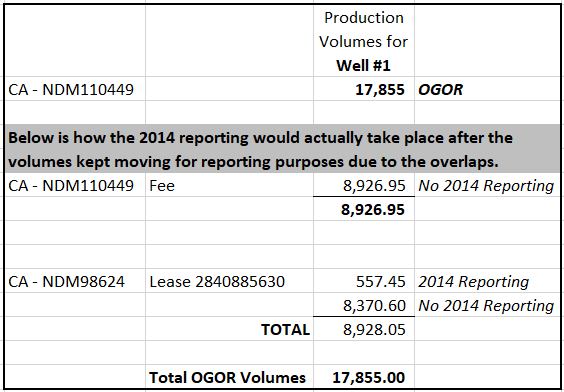 Production
Volumes for
Well #1
CA - NDM110449 17,855 OGOR
Below is how the 2014 reporting would actually take place after the
volumes kept moving for reporting purposes due to the overlaps.
CA - NDM110449 Fee 8,926.95 No 2014 Reporting
8,926.95
CA - NDM98624 Lease 2840885630 557.45 2014 Reporting
8,370.60 No 2014 Reporting
TOTAL 8,928.05
Total OGOR Volumes 17,855.00